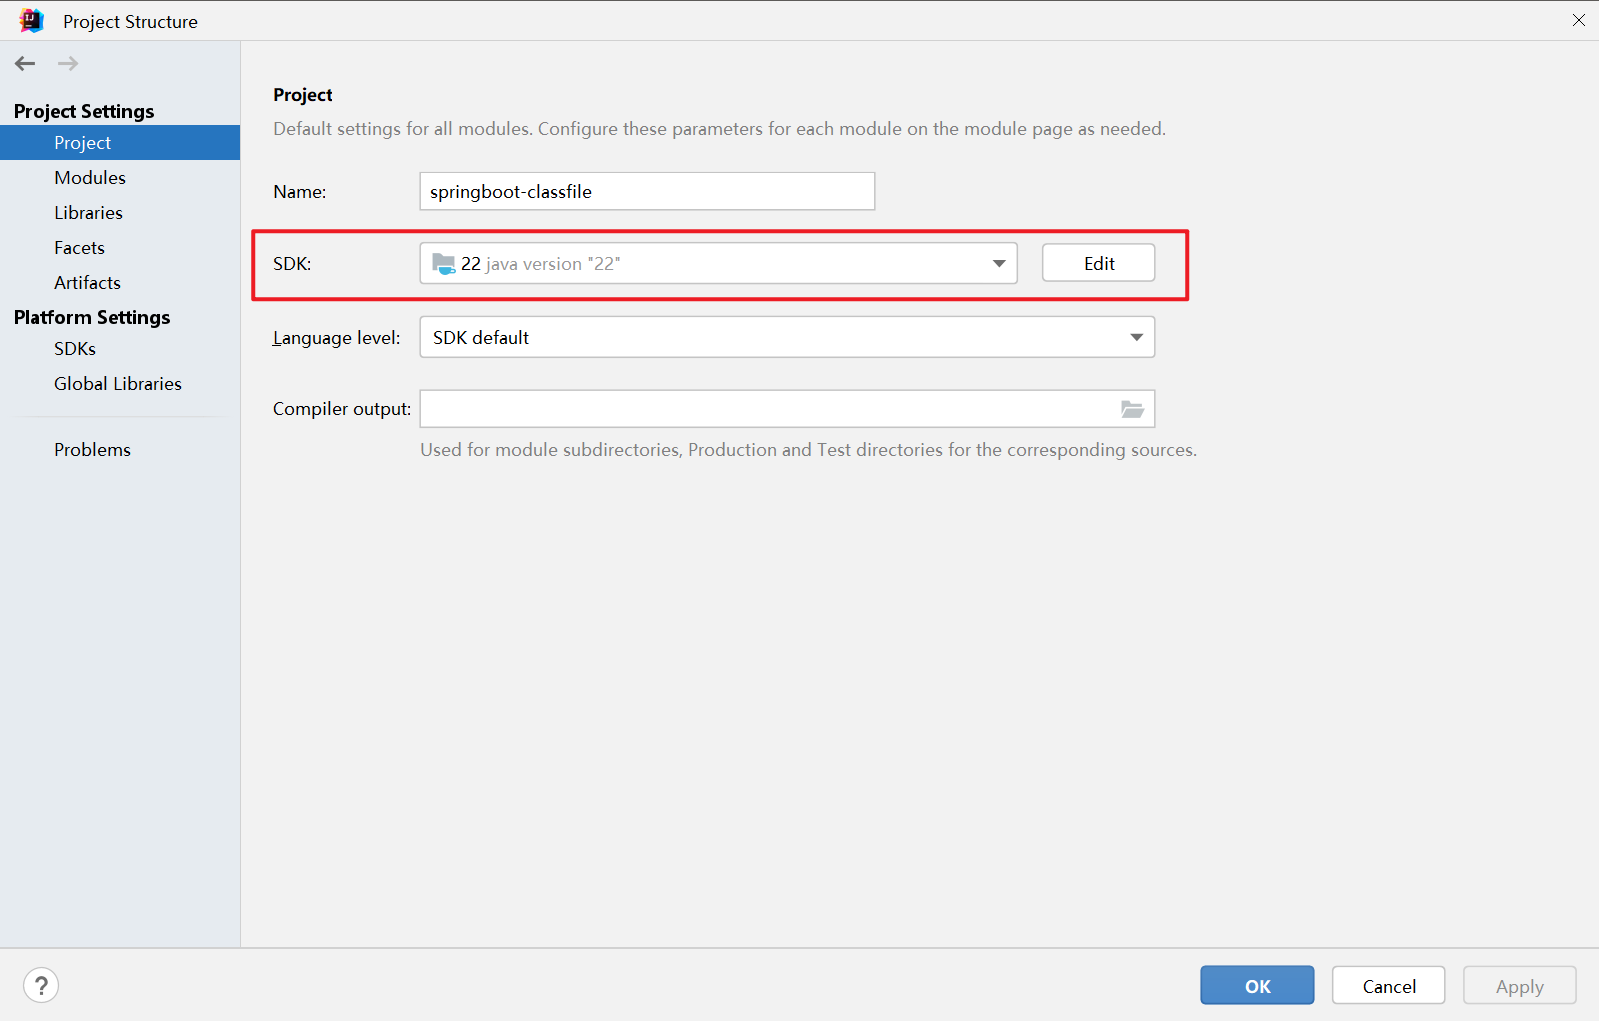 Project Structure
Project Settings
Project
Modules
Libraries
Facets
Artifacts
Platform Settings
SDKs
Global Libraries
Problems
Project
Default settings for all modules. Configure these parameters for each module on the module page as needed.
Name: springboot-classfile
SDK: 22 java version "22" Edit
Language level: SDK default
Compiler output:
Used for module subdirectories, Production and Test directories for the corresponding sources.
? OK Cancel Apply